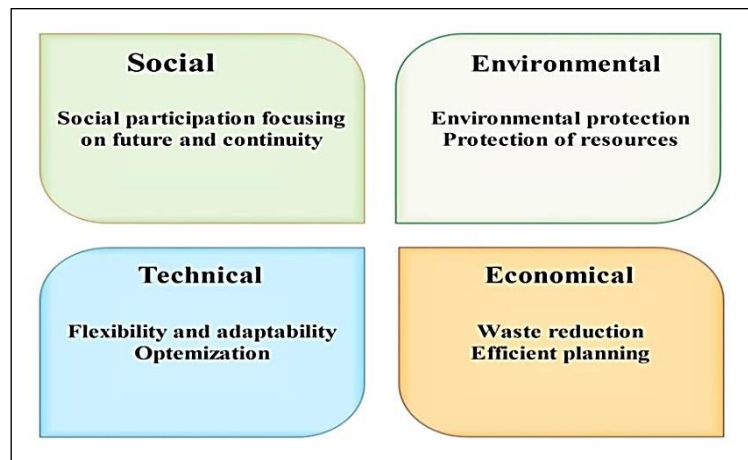 Social
Social participation focusing
on future and continuity
Environmental
Environmental protection
Protection of resources
Technical
Flexibility and adaptability
Optemization
Economical
Waste reduction
Efficient planning